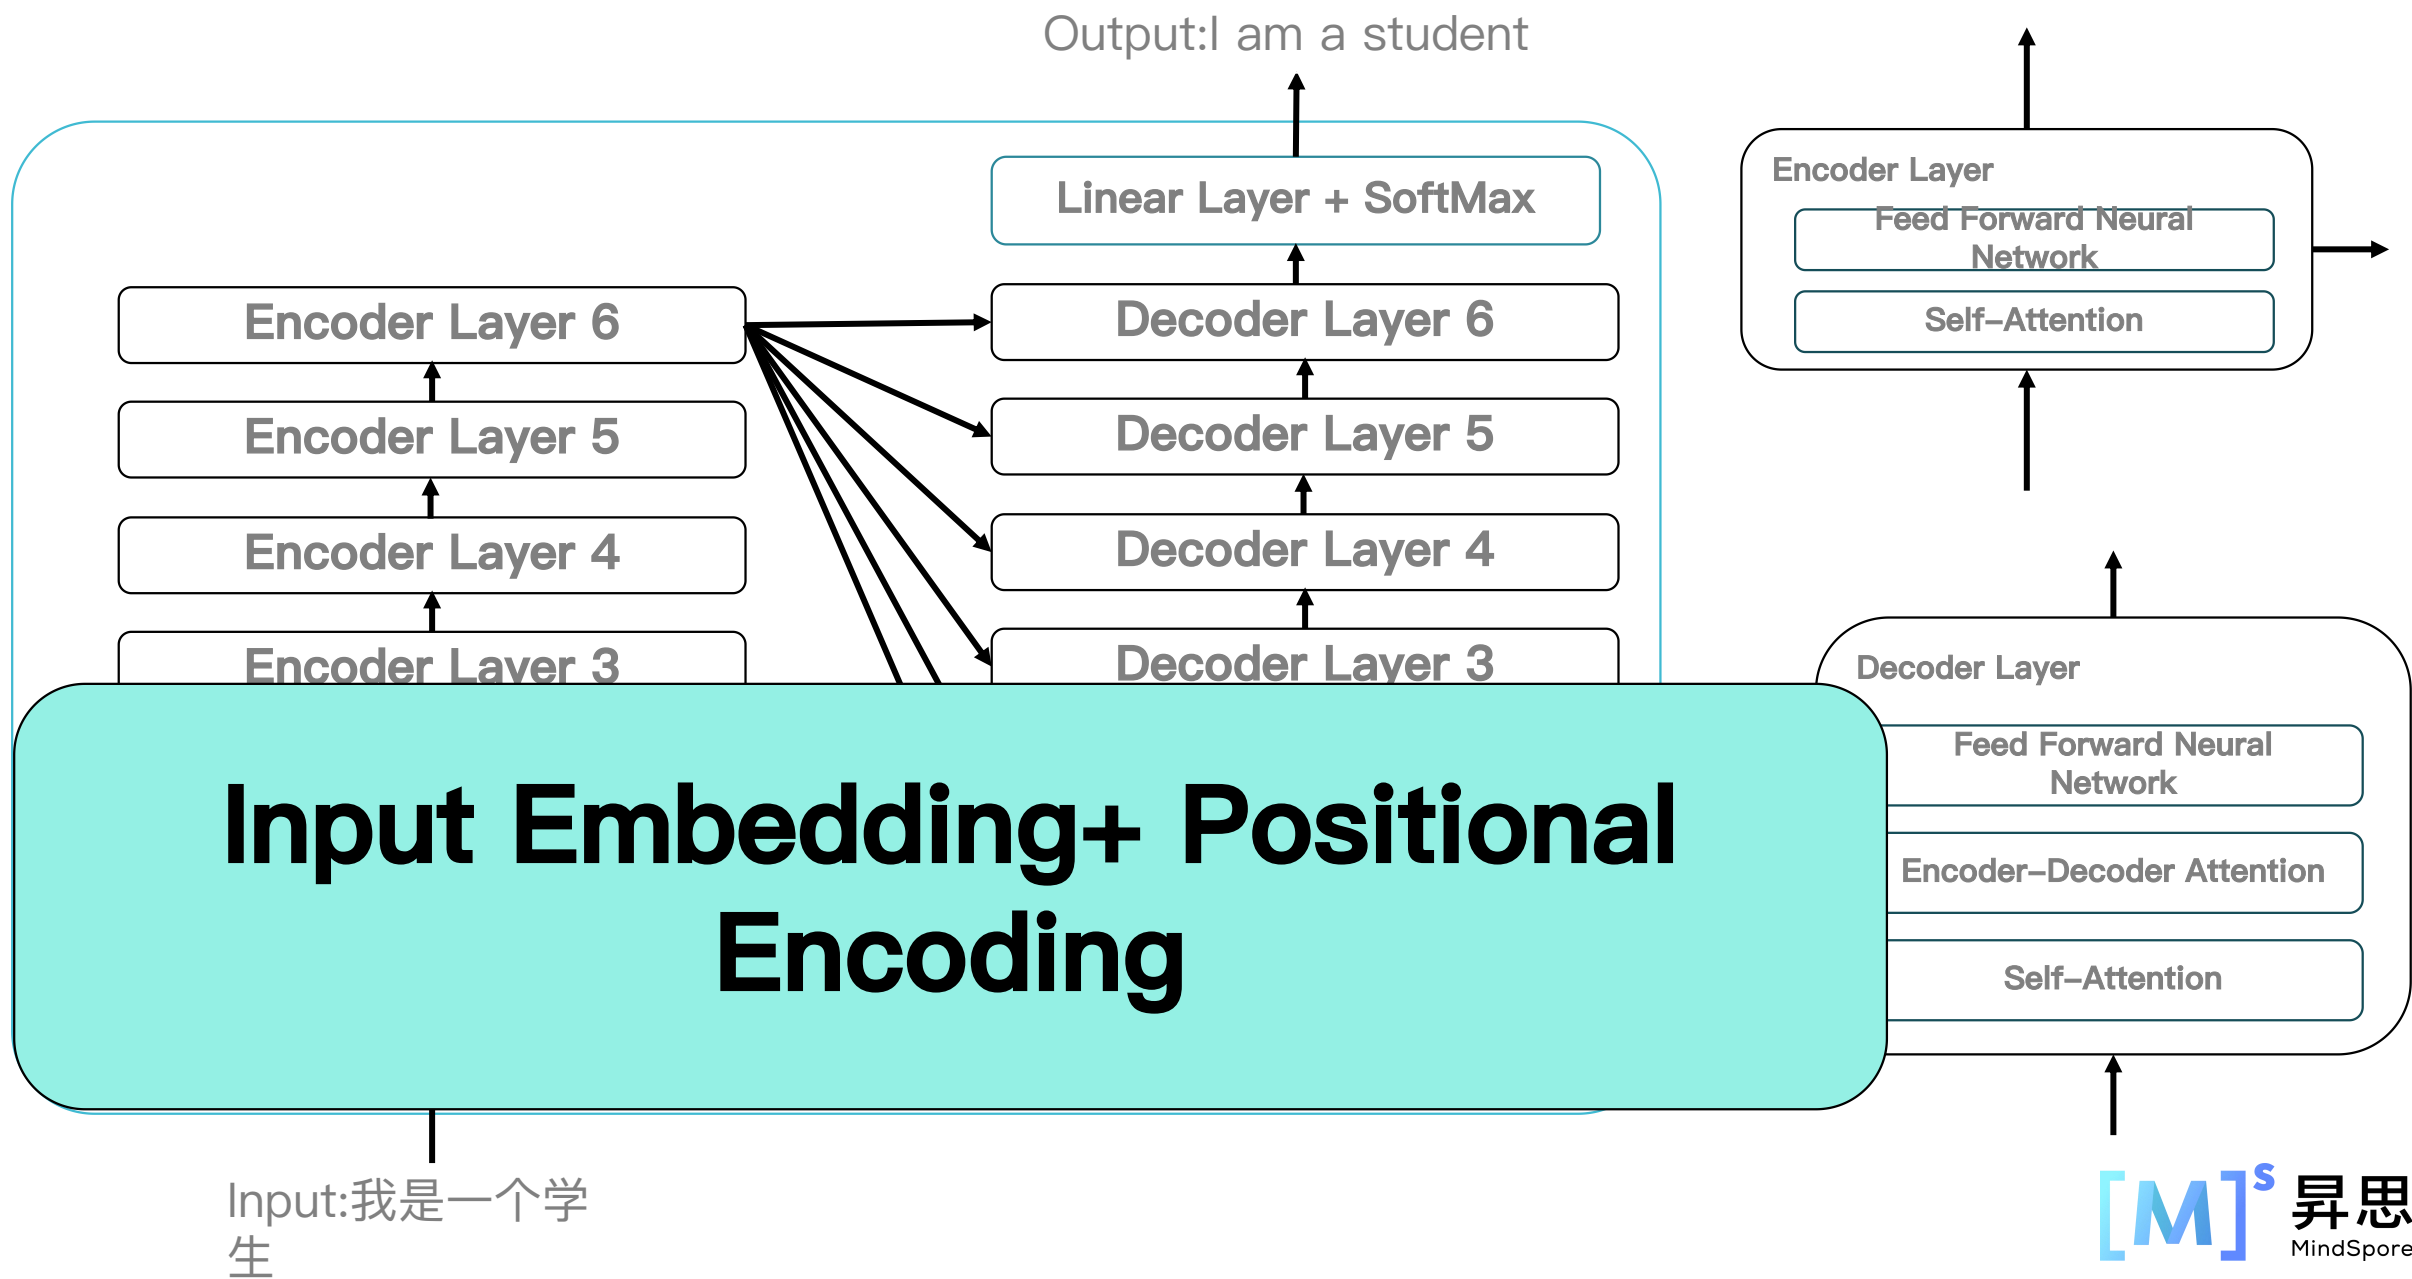 Output:I am a student
Linear Layer + SoftMax
Encoder Layer 6
Encoder Layer 5
Encoder Layer 4
Encoder Layer 3
Decoder Layer 6
Decoder Layer 5
Decoder Layer 4
Decoder Layer 3
Input Embedding+ Positional
Encoding
Input:我是一个学
生
Encoder Layer
Feed Forward Neural
Network
Self-Attention
Decoder Layer
Feed Forward Neural
Network
Encoder-Decoder Attention
Self-Attention
[M]s
昇思
MindSpore